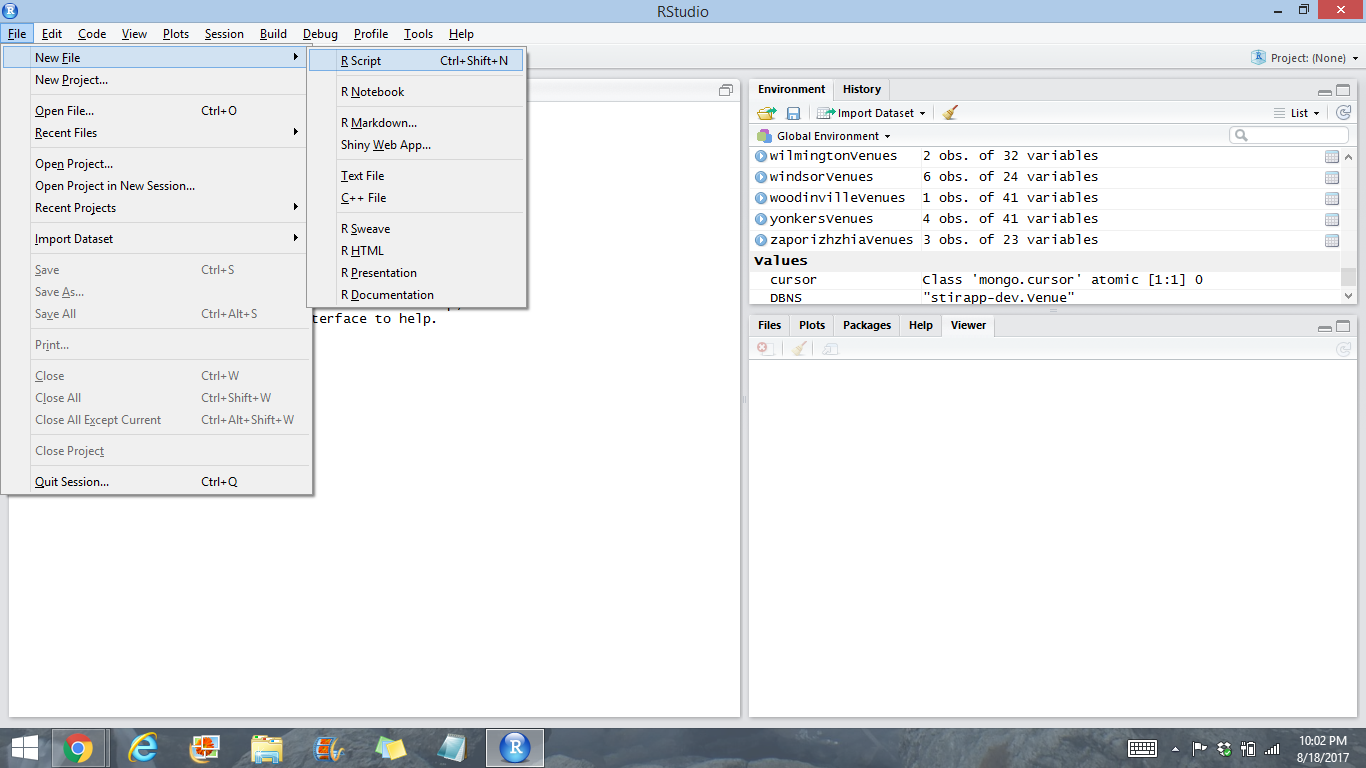 RStudio
File Edit Code View Plots Session Build Debug Profile Tools Help
Project: (None)
New File
New Project...
Open File... Ctrl+O
Recent Files
Open Project...
Open Project in New Session...
Recent Projects
Import Dataset
Save Ctrl+S
Save As...
Save All Ctrl+Alt+S
Print...
Close Ctrl+W
Close All Ctrl+Shift+W
Close All Except Current Ctrl+Alt+Shift+W
Close Project
Quit Session... Ctrl+Q
R Script Ctrl+Shift+N
R Notebook
R Markdown...
Shiny Web App...
Text File
C++ File
R Sweave
R HTML
R Presentation
R Documentation
terface to help.
Environment History
Import Dataset List
Global Environment
wilmingtonVenues 2 obs. of 32 variables
windsorVenues 6 obs. of 24 variables
woodinvilleVenues 1 obs. of 41 variables
yonkersVenues 4 obs. of 41 variables
zaporizhzhiaVenues 3 obs. of 23 variables
Values
cursor Class 'mongo.cursor' atomic [1:1] 0
DBNS "stirapp-dev.Venue"
Files Plots Packages Help Viewer
10:02 PM
8/18/2017